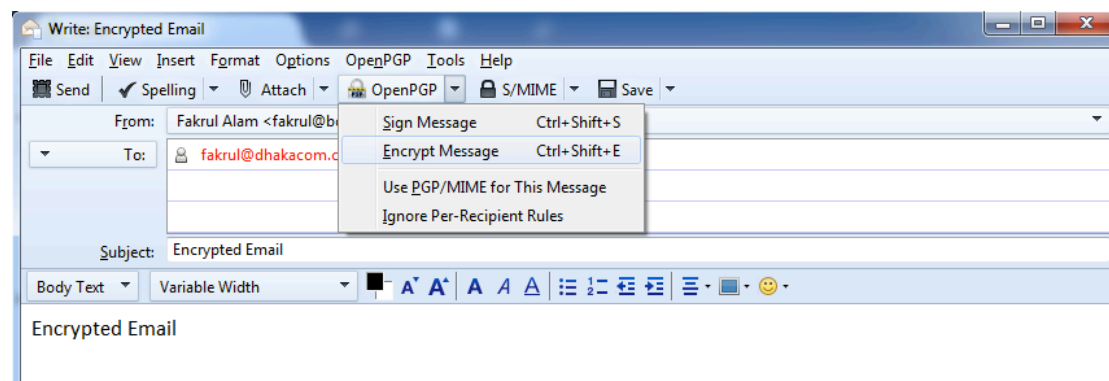 Write: Encrypted Email
File Edit View Insert Format Options OpenPGP Tools Help
Send Spelling Attach OpenPGP S/MIME Save
From: Fakrul Alam <fakrul@b
Sign Message Ctrl+Shift+S
To: fakrul@dhakacom.c
Encrypt Message Ctrl+Shift+E
Use PGP/MIME for This Message
Ignore Per-Recipient Rules
Subject: Encrypted Email
Body Text Variable Width
Encrypted Email